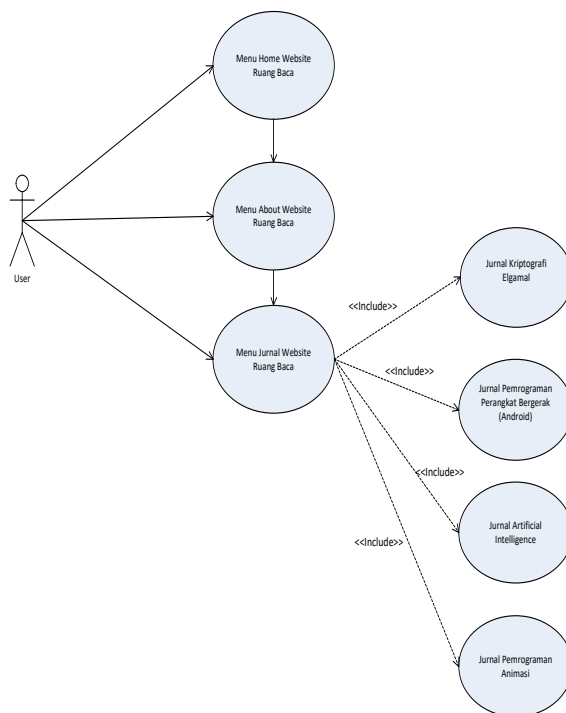 Menu Home Website
Ruang Baca
Menu About Website
Ruang Baca
User
Menu Jurnal Website
Ruang Baca
<<Include>>
Jurnal Kriptografi
Elgamal
<<Include>>
Jurnal Pemrograman
Perangkat Bergerak
(Android)
<<Include>>
Jurnal Artificial
Intelligence
<<Include>>
Jurnal Pemrograman
Animasi